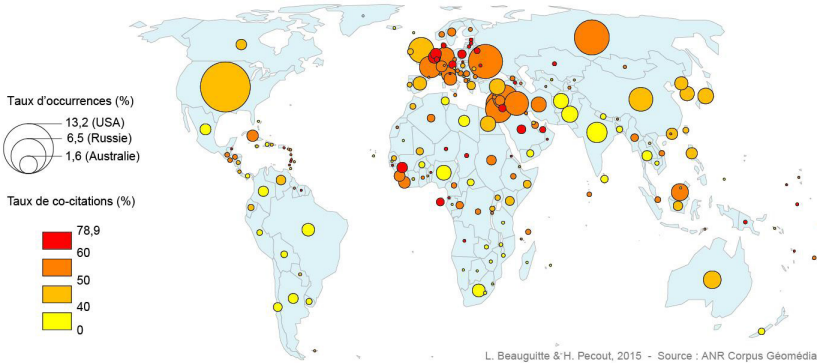 Taux d'occurrences (%)
13,2 (USA)
6,5 (Russie)
1,6 (Australie)
Taux de co-citations (%)
78,9
60
50
40
0
L. Beauguitte & H. Pecout, 2015 - Source : ANR Corpus Géomédia